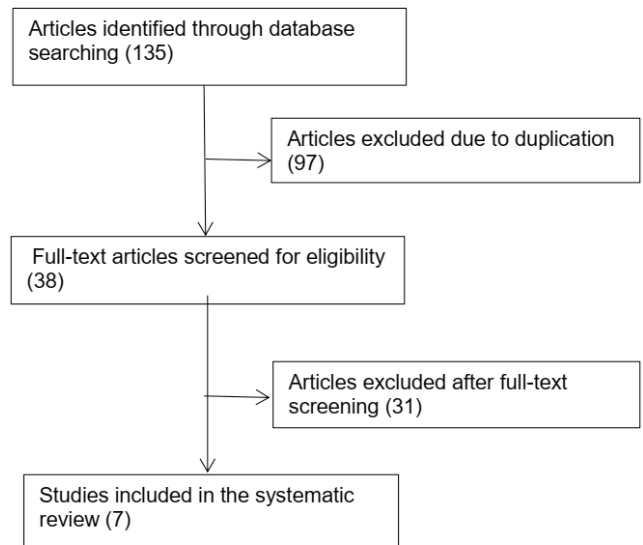 Articles identified through database
searching (135)
Articles excluded due to duplication
(97)
Full-text articles screened for eligibility
(38)
Articles excluded after full-text
screening (31)
Studies included in the systematic
review (7)